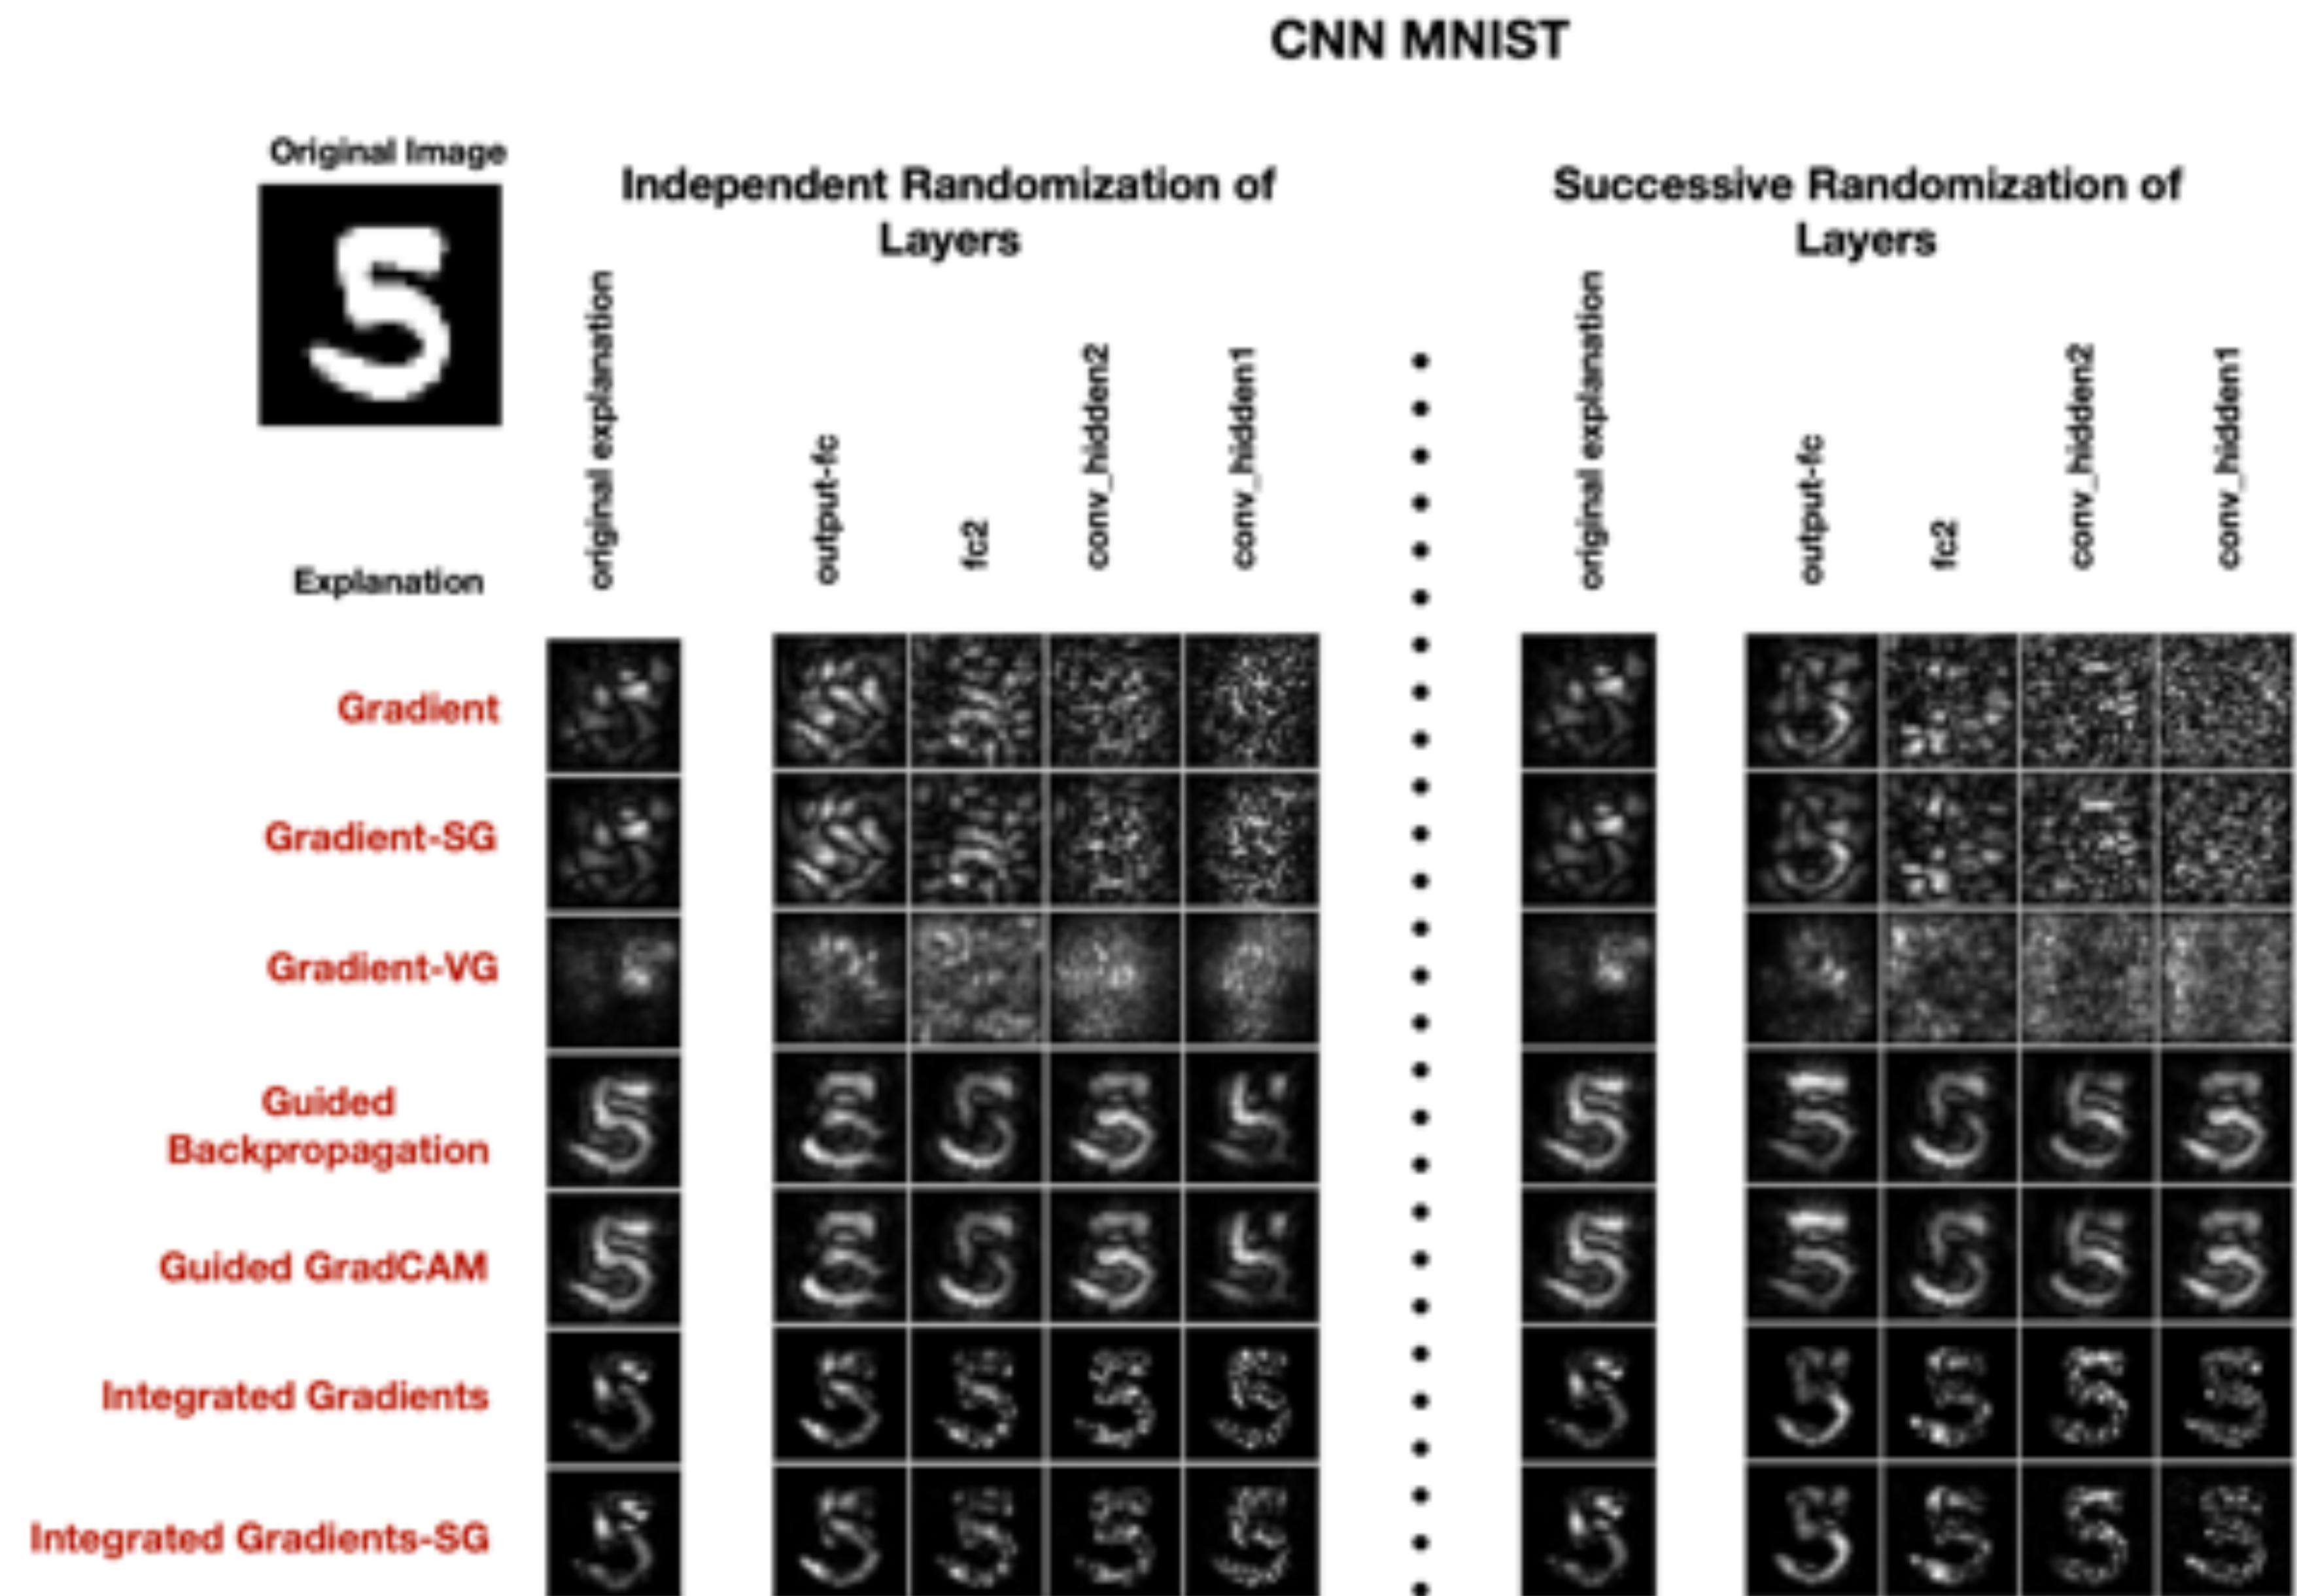 CNN MNIST
Original Image
Independent Randomization of
Layers
Successive Randomization of
Layers
Explanation
original explanation
output-fc
fc2
conv_hidden2
conv_hidden1
original explanation
output-fc
fc2
conv_hidden2
conv_hidden1
Gradient
Gradient-SG
Gradient-VG
Guided
Backpropagation
Guided GradCAM
Integrated Gradients
Integrated Gradients-SG